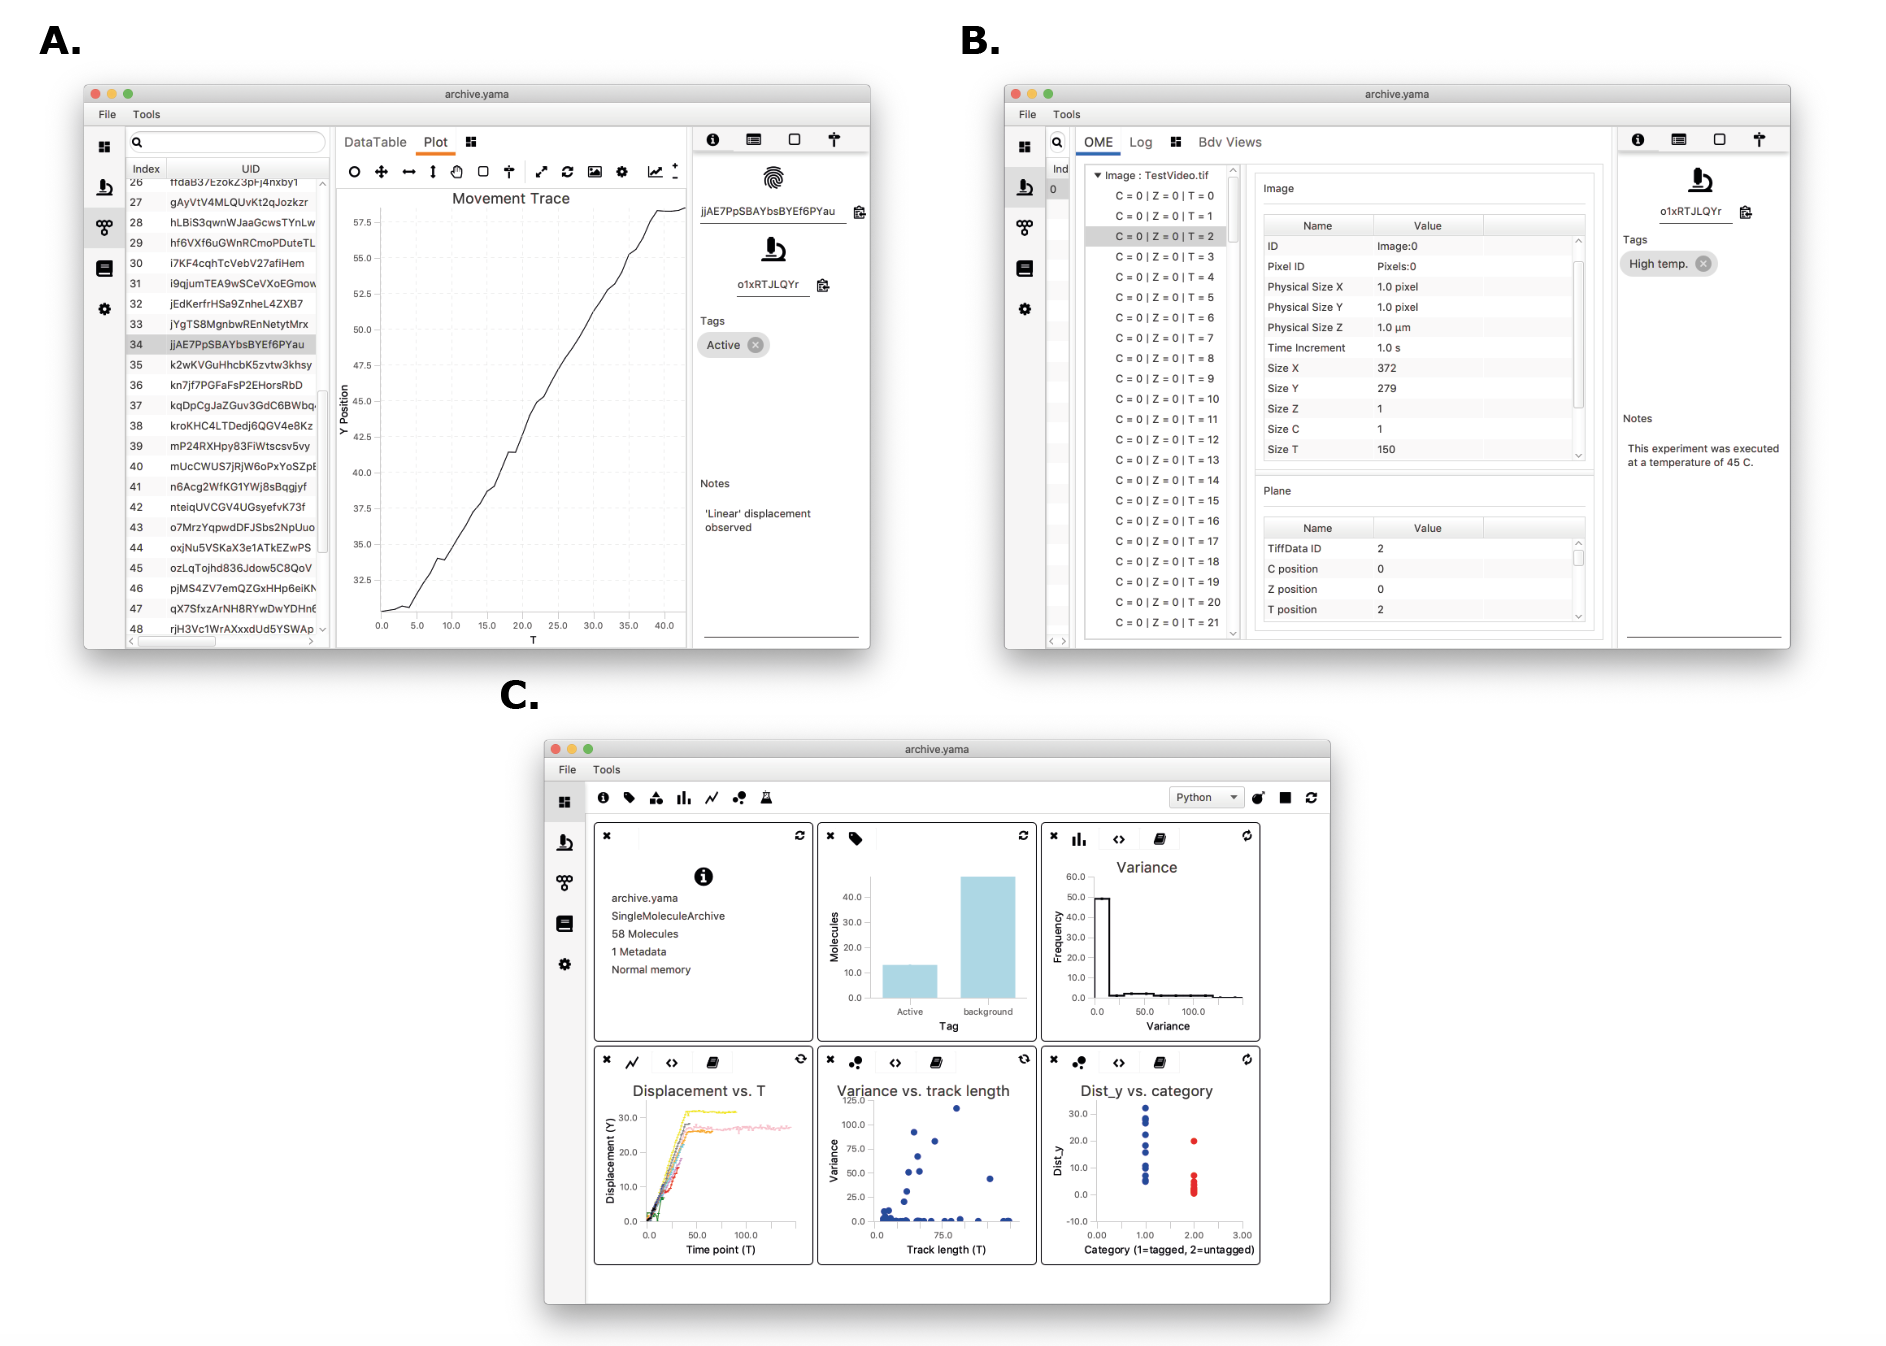 A.
archive.yama
File Tools
Index UID
26 ffdaB37EzokZ3pFj4nxby1
27 gAyVtV4MLQUvKt2qJozkzr
28 hLBiS3qwnWJaaGcwsTYnLw
29 hf6VXf6uGWnRCmoPDuteTL
30 i7KF4cqhTcVebV27afiHem
31 i9qjumTEA9wSCeVXoEGmow
32 jEdKerfrHSa9ZnheL4ZXB7
33 jYgTS8MgnbwREnNetytMrx
34 jjAE7PpSBAYbsBYEf6PYau
35 k2wKVGuHhcbK5zvtw3khsy
36 kn7jf7PGFaFsP2EHorsRbD
37 kqDpCgJaZGuv3GdC6BWbq
38 kroKHC4LTDedj6QGV4e8Kz
39 mP24RXHpy83FiWtscsv5vy
40 mUcCWUS7jRjW6oPxYoSZpE
41 n6Acg2WfKG1YWj8sBqgjyf
42 nteiqUVCGV4UGsyefvK73f
43 o7MrzYqpwdDFJSbs2NpUuo
44 oxjNu5VSKaX3e1ATkEZwPS
45 ozLqTojhd836Jdow5C8QoV
46 pjMS4ZV7emQZGxHHp6eiKN
47 qX7SfxzArNH8RYwDwYDHn6
48 rjH3Vc1WrAXxxdUd5YSWAp
DataTable Plot
Movement Trace
57.5
55.0
52.5
50.0
47.5
45.0
42.5
40.0
37.5
35.0
32.5
Y Position
0.0 5.0 10.0 15.0 20.0 25.0 30.0 35.0 40.0
T
jjAE7PpSBAYbsBYEf6PYau
o1xRTJLQYr
Tags
Active
Notes
'Linear' displacement
observed
B.
archive.yama
File Tools
Ind
0
OME Log Bdv Views
Image : TestVideo.tif
C = 0 | Z = 0 | T = 0
C = 0 | Z = 0 | T = 1
C = 0 | Z = 0 | T = 2
C = 0 | Z = 0 | T = 3
C = 0 | Z = 0 | T = 4
C = 0 | Z = 0 | T = 5
C = 0 | Z = 0 | T = 6
C = 0 | Z = 0 | T = 7
C = 0 | Z = 0 | T = 8
C = 0 | Z = 0 | T = 9
C = 0 | Z = 0 | T = 10
C = 0 | Z = 0 | T = 11
C = 0 | Z = 0 | T = 12
C = 0 | Z = 0 | T = 13
C = 0 | Z = 0 | T = 14
C = 0 | Z = 0 | T = 15
C = 0 | Z = 0 | T = 16
C = 0 | Z = 0 | T = 17
C = 0 | Z = 0 | T = 18
C = 0 | Z = 0 | T = 19
C = 0 | Z = 0 | T = 20
C = 0 | Z = 0 | T = 21
Image
Name Value
ID Image:0
Pixel ID Pixels:0
Physical Size X 1.0 pixel
Physical Size Y 1.0 pixel
Physical Size Z 1.0 µm
Time Increment 1.0 s
Size X 372
Size Y 279
Size Z 1
Size C 1
Size T 150
Plane
Name Value
TiffData ID 2
C position 0
Z position 0
T position 2
o1xRTJLQYr
Tags
High temp.
Notes
This experiment was executed
at a temperature of 45 C.
C.
archive.yama
File Tools
Python
archive.yama
SingleMoleculeArchive
58 Molecules
1 Metadata
Normal memory
40.0
30.0
20.0
10.0
0.0
Molecules
Active background
Tag
Variance
60.0
50.0
40.0
30.0
20.0
10.0
0.0
Frequency
0.0 50.0 100.0
Variance
Displacement vs. T
30.0
20.0
10.0
0.0
Displacement (Y)
0.0 50.0 100.0
Time point (T)
Variance vs. track length
125.0
100.0
75.0
50.0
25.0
0.0
Variance
0.0 75.0
Track length (T)
Dist_y vs. category
30.0
20.0
10.0
0.0
-10.0
Dist_y
0.00 1.00 2.00 3.00
Category (1=tagged, 2=untagged)